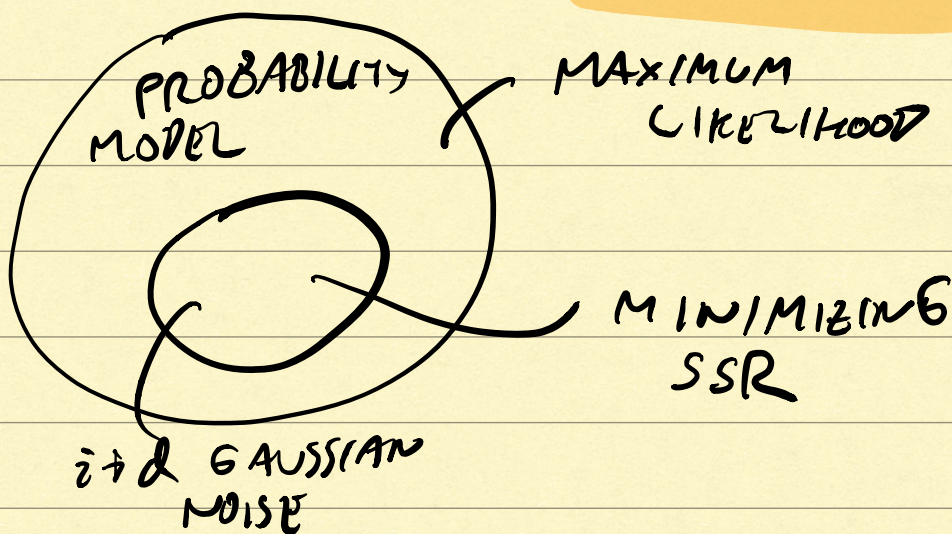 PROBABILITY
MODEL
MAXIMUM
LIKELIHOOD
MINIMIZING
SSR
i+d GAUSSIAN
NOISE